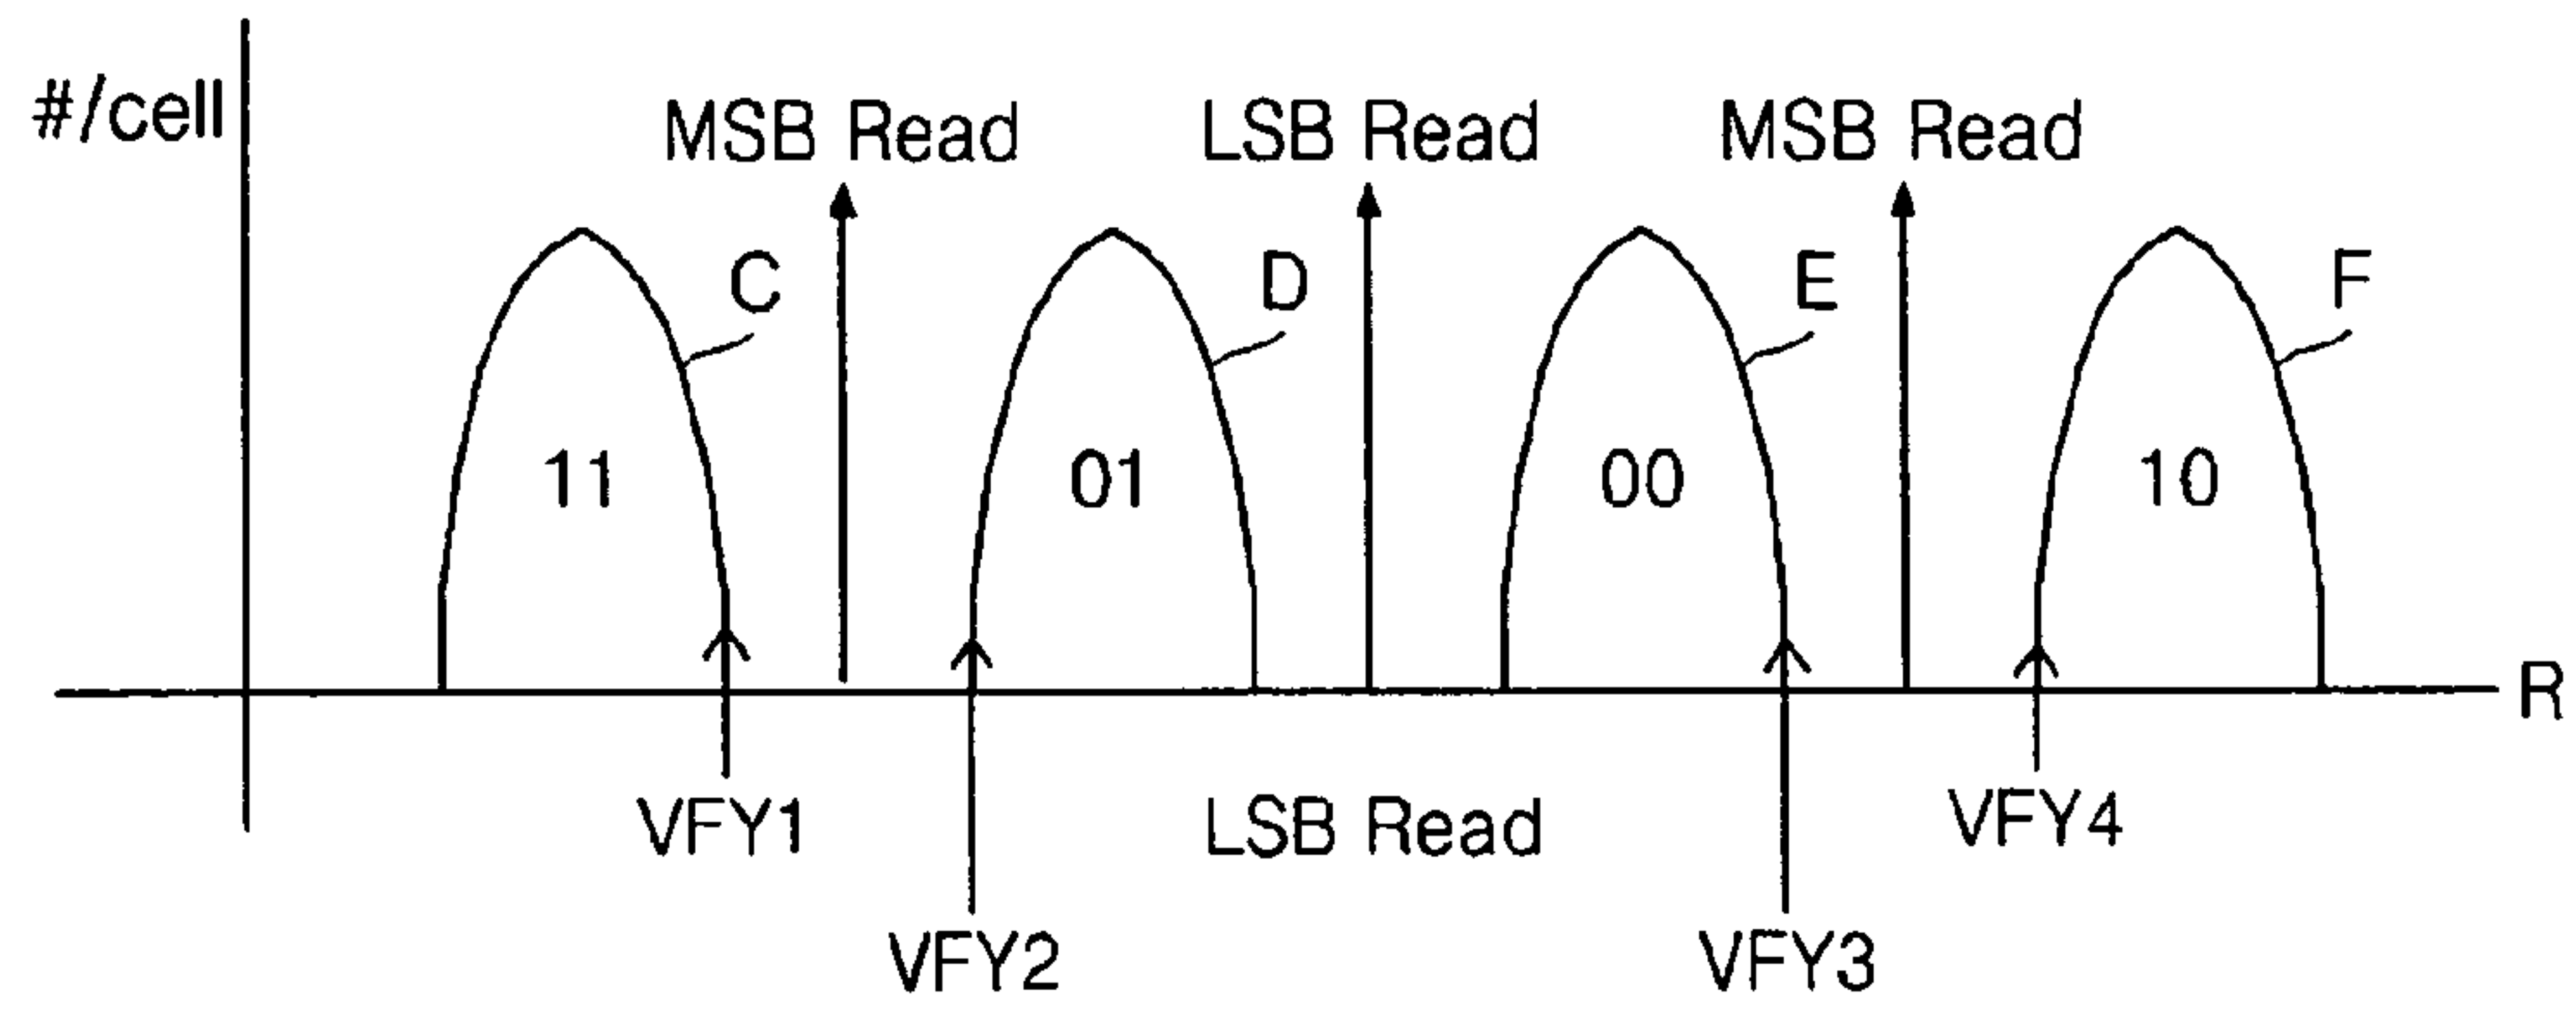 #/cell
MSB Read
LSB Read
MSB Read
C
D
E
F
11
01
00
10
R
VFY1
LSB Read
VFY4
VFY2
VFY3